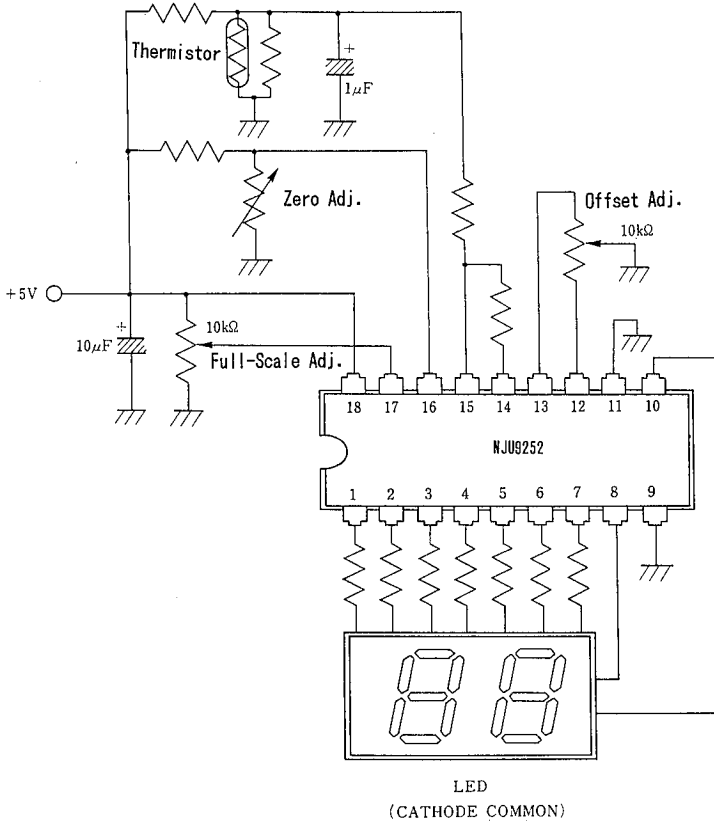 Thermistor
+
1μF
Zero Adj.
Offset Adj.
10kΩ
+5V
+
10μF
10kΩ
Full-Scale Adj.
18 17 16 15 14 13 12 11 10
NJU9252
1 2 3 4 5 6 7 8 9
LED
(CATHODE COMMON)